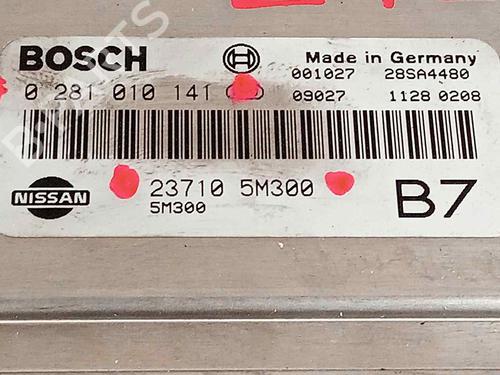 BOSCH
Made in Germany
001027 28SA4480
0 281 010 141
09027 1128 0208
NISSAN
23710 5M300
5M300
B7